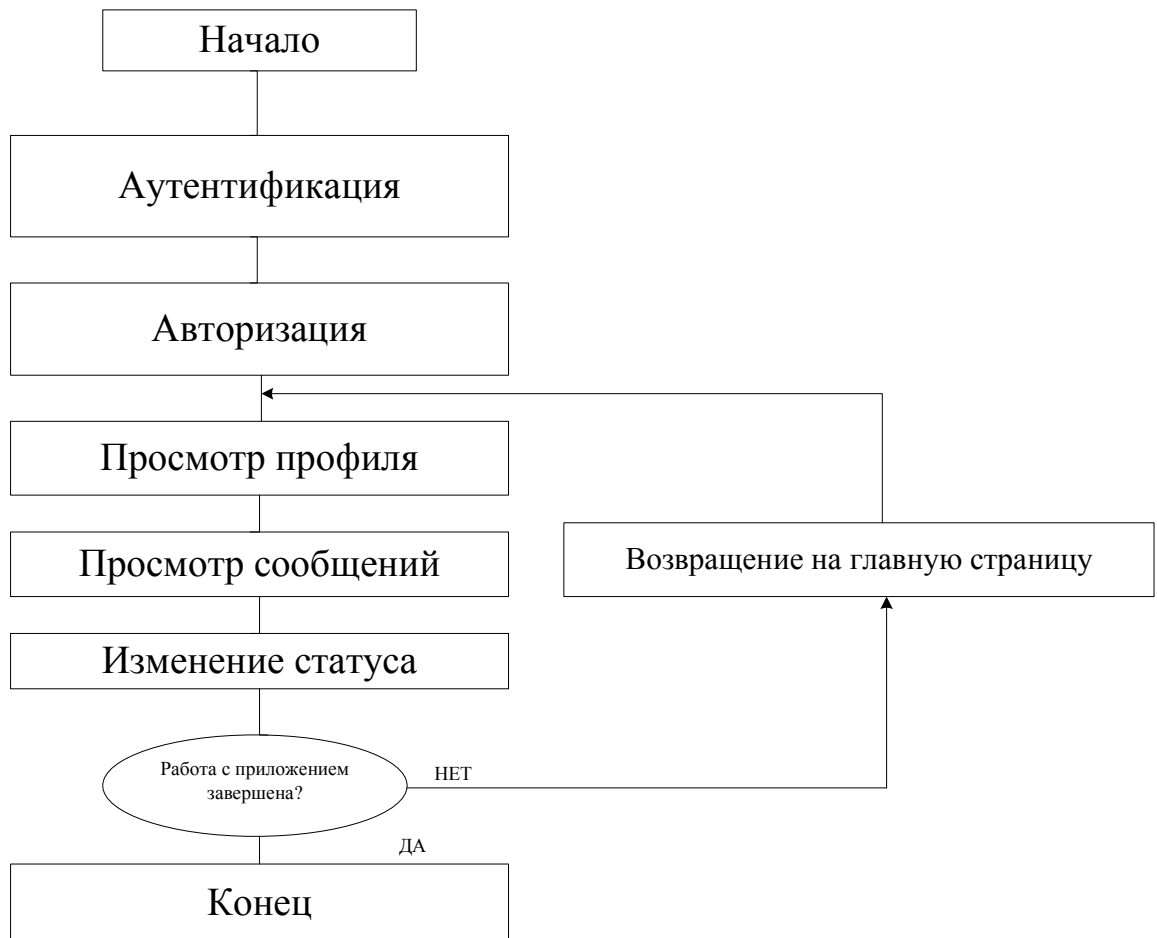 Начало
Аутентификация
Авторизация
Просмотр профиля
Просмотр сообщений
Возвращение на главную страницу
Изменение статуса
Работа с приложением
завершена?
НЕТ
ДА
Конец